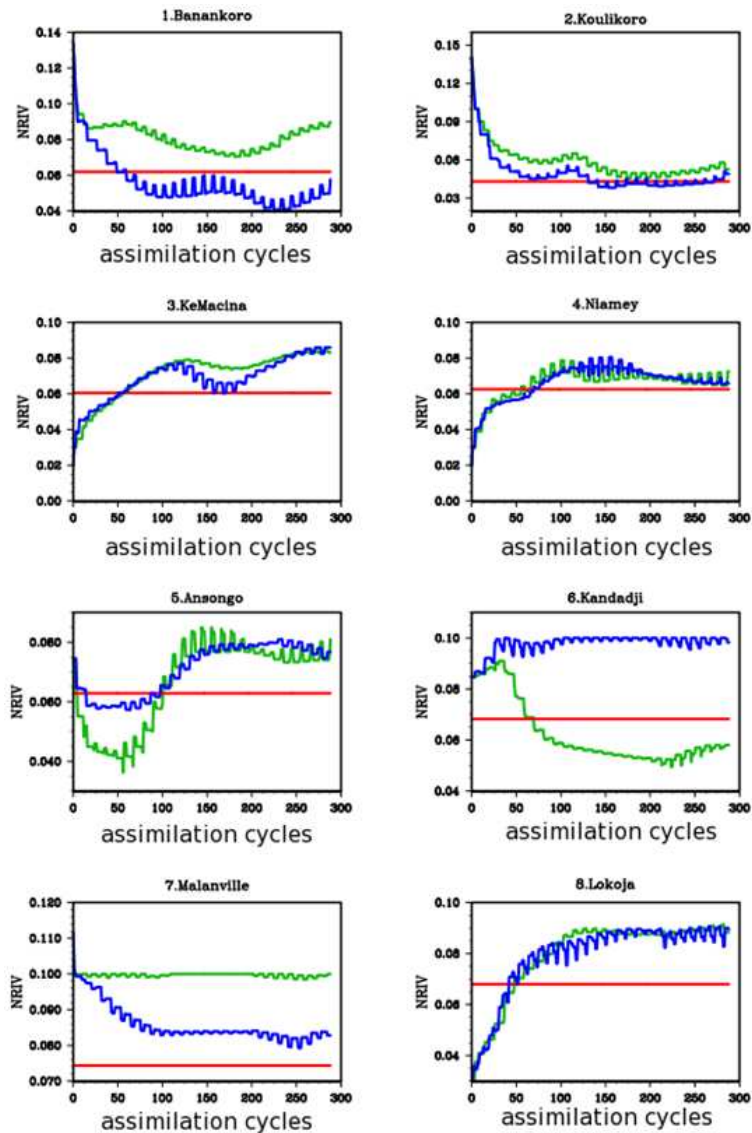 1.Banankoro
0.14
0.12
0.10
0.08
0.06
0.04
NRIV
0 50 100 150 200 250 300
assimilation cycles
2.Koulikoro
0.15
0.12
0.09
0.06
0.03
NRIV
0 50 100 150 200 250 300
assimilation cycles
3.KeMacina
0.10
0.08
0.06
0.04
0.02
0.00
NRIV
0 50 100 150 200 250 300
assimilation cycles
4.Niamey
0.10
0.08
0.06
0.04
0.02
0.00
NRIV
0 50 100 150 200 250 300
assimilation cycles
5.Ansongo
0.080
0.060
0.040
NRIV
0 50 100 150 200 250 300
assimilation cycles
6.Kandadji
0.10
0.08
0.06
0.04
NRIV
0 50 100 150 200 250 300
assimilation cycles
7.Malanville
0.120
0.110
0.100
0.090
0.080
0.070
NRIV
0 50 100 150 200 250 300
assimilation cycles
8.Lokoja
0.10
0.08
0.06
0.04
NRIV
0 50 100 150 200 250 300
assimilation cycles